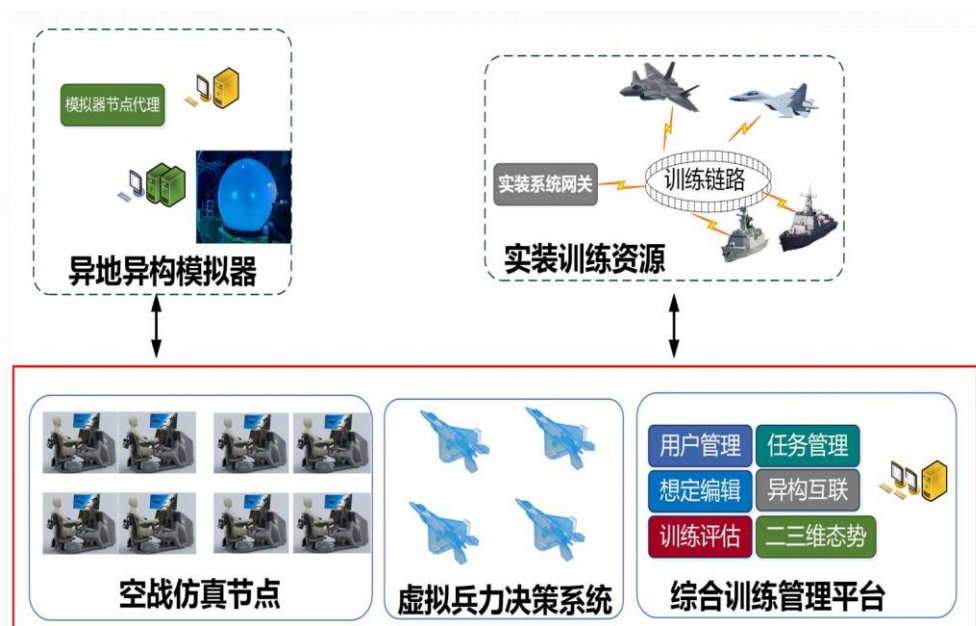 模拟器节点代理
异地异构模拟器
实装系统网关
训练链路
实装训练资源
空战仿真节点
虚拟兵力决策系统
用户管理
任务管理
想定编辑
异构互联
训练评估
二三维态势
综合训练管理平台